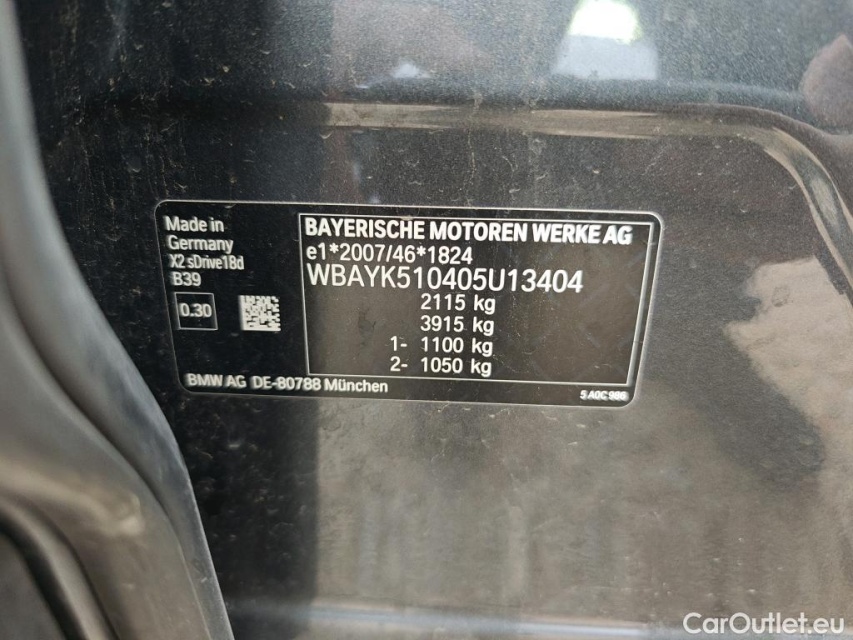 Made in
Germany
X2 sDrive18d
B39
0.30
BAYERISCHE MOTOREN WERKE AG
e1*2007/46*1824
WBAYK510405U13404
2115 kg
3915 kg
1- 1100 kg
2- 1050 kg
BMW AG DE-80788 München
5 A0C 986
CarOutlet.eu